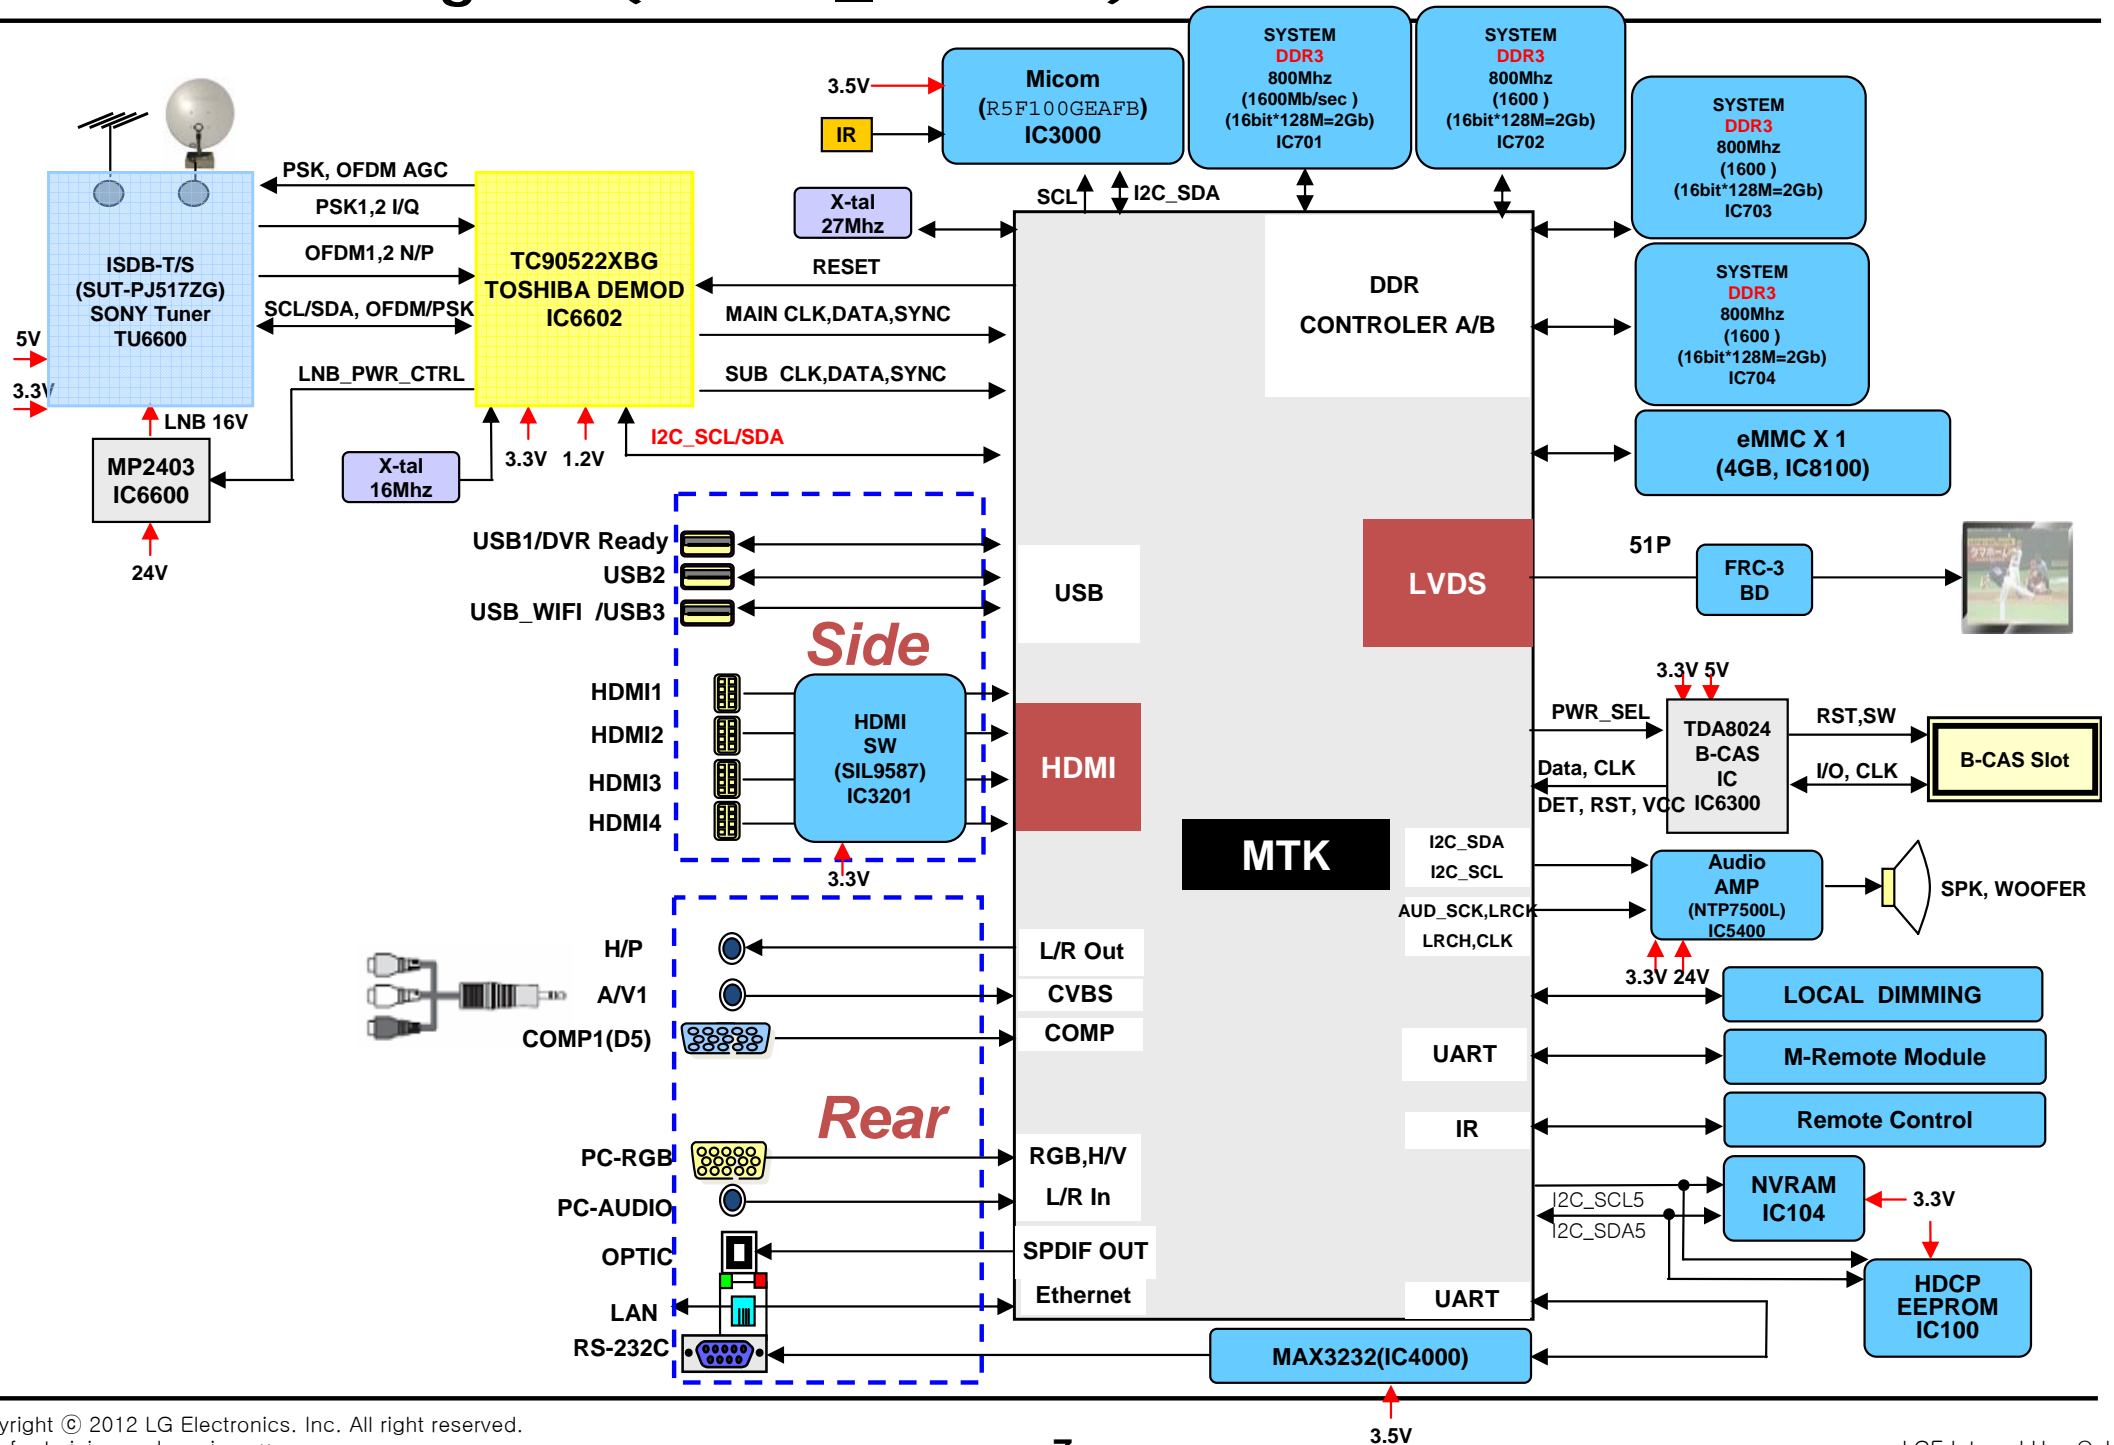 SYSTEM
DDR3
800Mhz
(1600Mb/sec )
(16bit*128M=2Gb)
IC701
SYSTEM
DDR3
800Mhz
(1600 )
(16bit*128M=2Gb)
IC702
SYSTEM
DDR3
800Mhz
(1600 )
(16bit*128M=2Gb)
IC703
SYSTEM
DDR3
800Mhz
(1600 )
(16bit*128M=2Gb)
IC704
eMMC X 1
(4GB, IC8100)
3.5V
IR
Micom
(R5F100GEAFB)
IC3000
X-tal
27Mhz
SCL
I2C_SDA
ISDB-T/S
(SUT-PJ517ZG)
SONY Tuner
TU6600
5V
3.3V
PSK, OFDM AGC
PSK1,2 I/Q
OFDM1,2 N/P
SCL/SDA, OFDM/PSK
LNB_PWR_CTRL
LNB 16V
MP2403
IC6600
24V
TC90522XBG
TOSHIBA DEMOD
IC6602
X-tal
16Mhz
3.3V
1.2V
RESET
MAIN CLK,DATA,SYNC
SUB CLK,DATA,SYNC
I2C_SCL/SDA
DDR
CONTROLER A/B
USB1/DVR Ready
USB2
USB_WIFI /USB3
USB
Side
HDMI1
HDMI2
HDMI3
HDMI4
HDMI
SW
(SIL9587)
IC3201
3.3V
HDMI
LVDS
51P
FRC-3
BD
MTK
3.3V 5V
PWR_SEL
Data, CLK
DET, RST, VCC
TDA8024
B-CAS
IC
IC6300
RST,SW
I/O, CLK
B-CAS Slot
I2C_SDA
I2C_SCL
AUD_SCK,LRCK
LRCH,CLK
Audio
AMP
(NTP7500L)
IC5400
SPK, WOOFER
3.3V 24V
H/P
A/V1
COMP1(D5)
L/R Out
CVBS
COMP
LOCAL DIMMING
UART
M-Remote Module
IR
Remote Control
Rear
PC-RGB
PC-AUDIO
OPTIC
LAN
RS-232C
RGB,H/V
L/R In
SPDIF OUT
Ethernet
I2C_SCL5
I2C_SDA5
NVRAM
IC104
3.3V
HDCP
EEPROM
IC100
UART
MAX3232(IC4000)
3.5V
yright ⓒ 2012 LG Electronics. Inc. All right reserved.